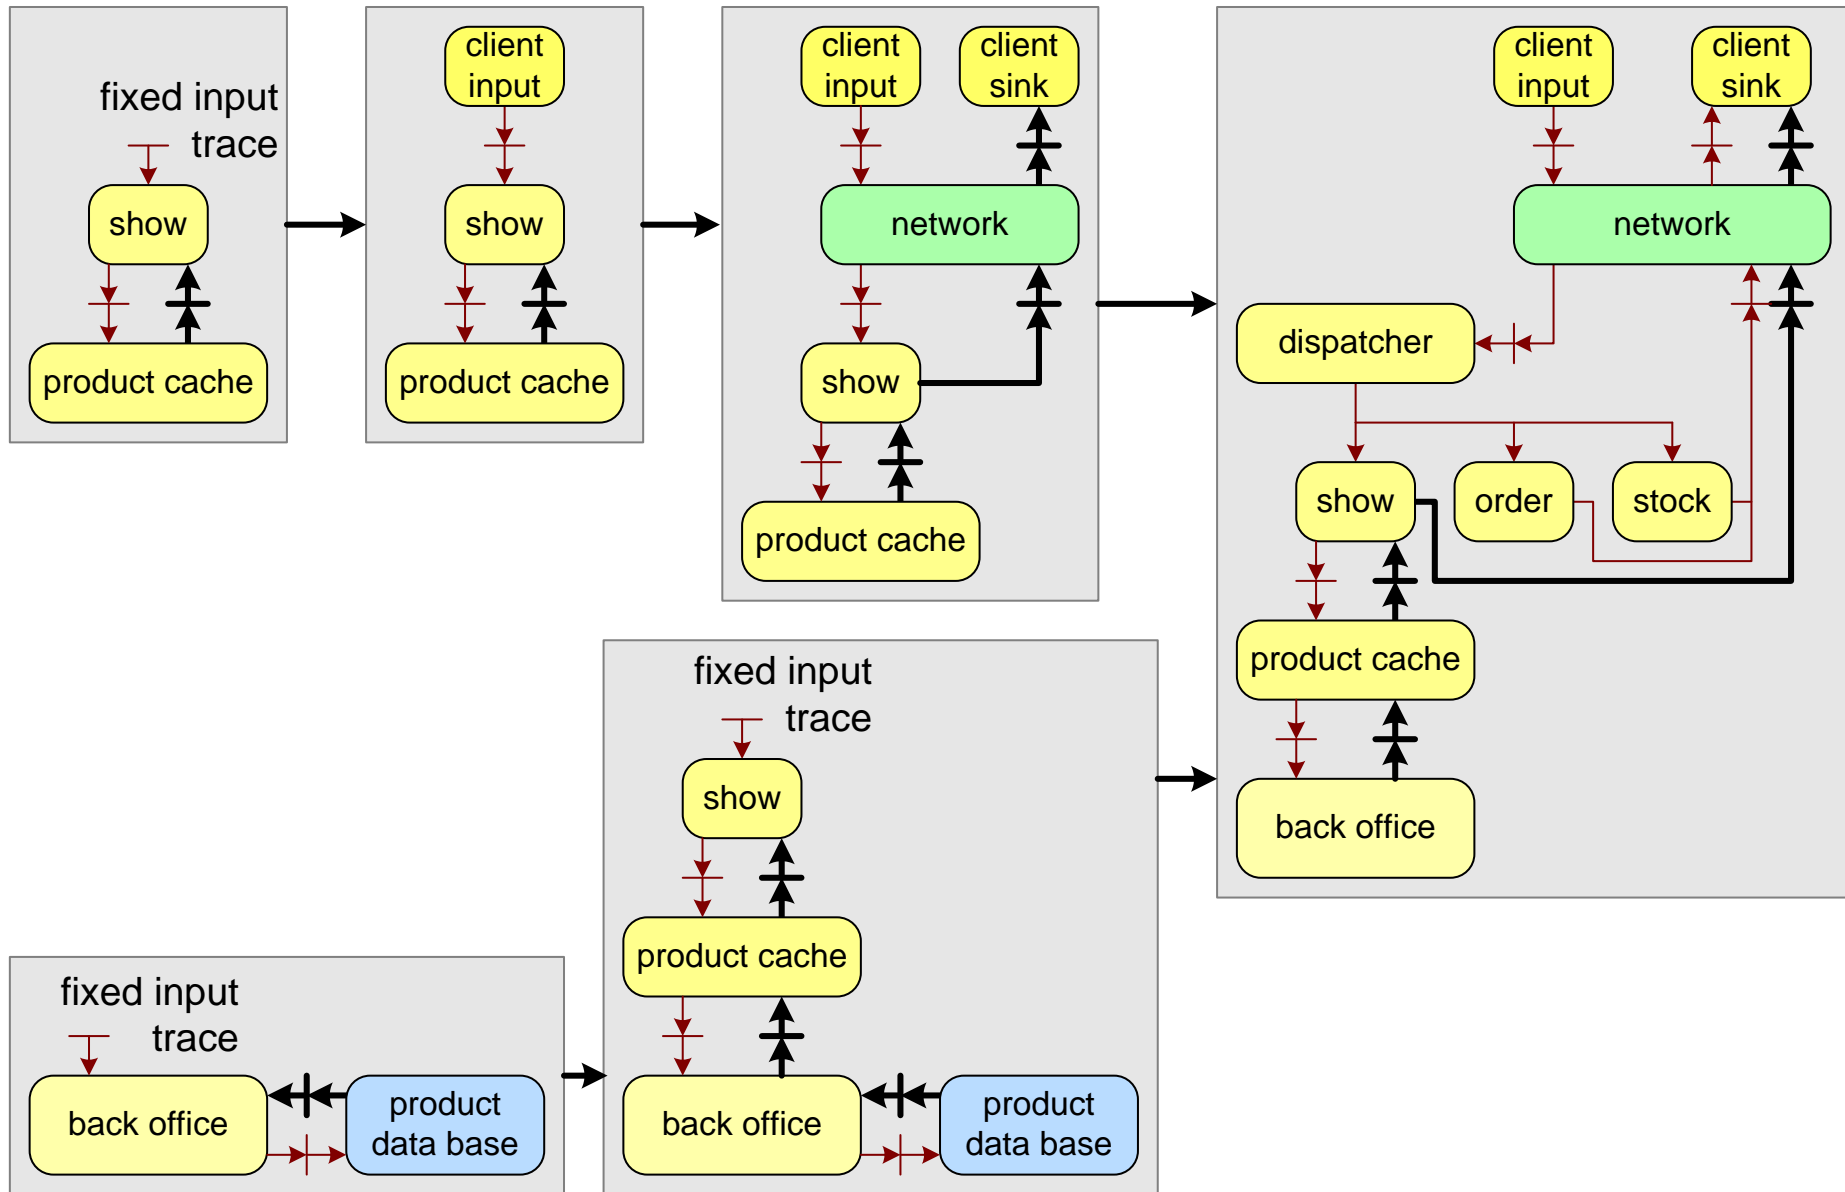 fixed input
trace
show
product cache
client
input
show
product cache
client
input
client
sink
network
show
product cache
client
input
client
sink
network
dispatcher
show
order
stock
product cache
back office
fixed input
trace
back office
product
data base
fixed input
trace
show
product cache
back office
product
data base